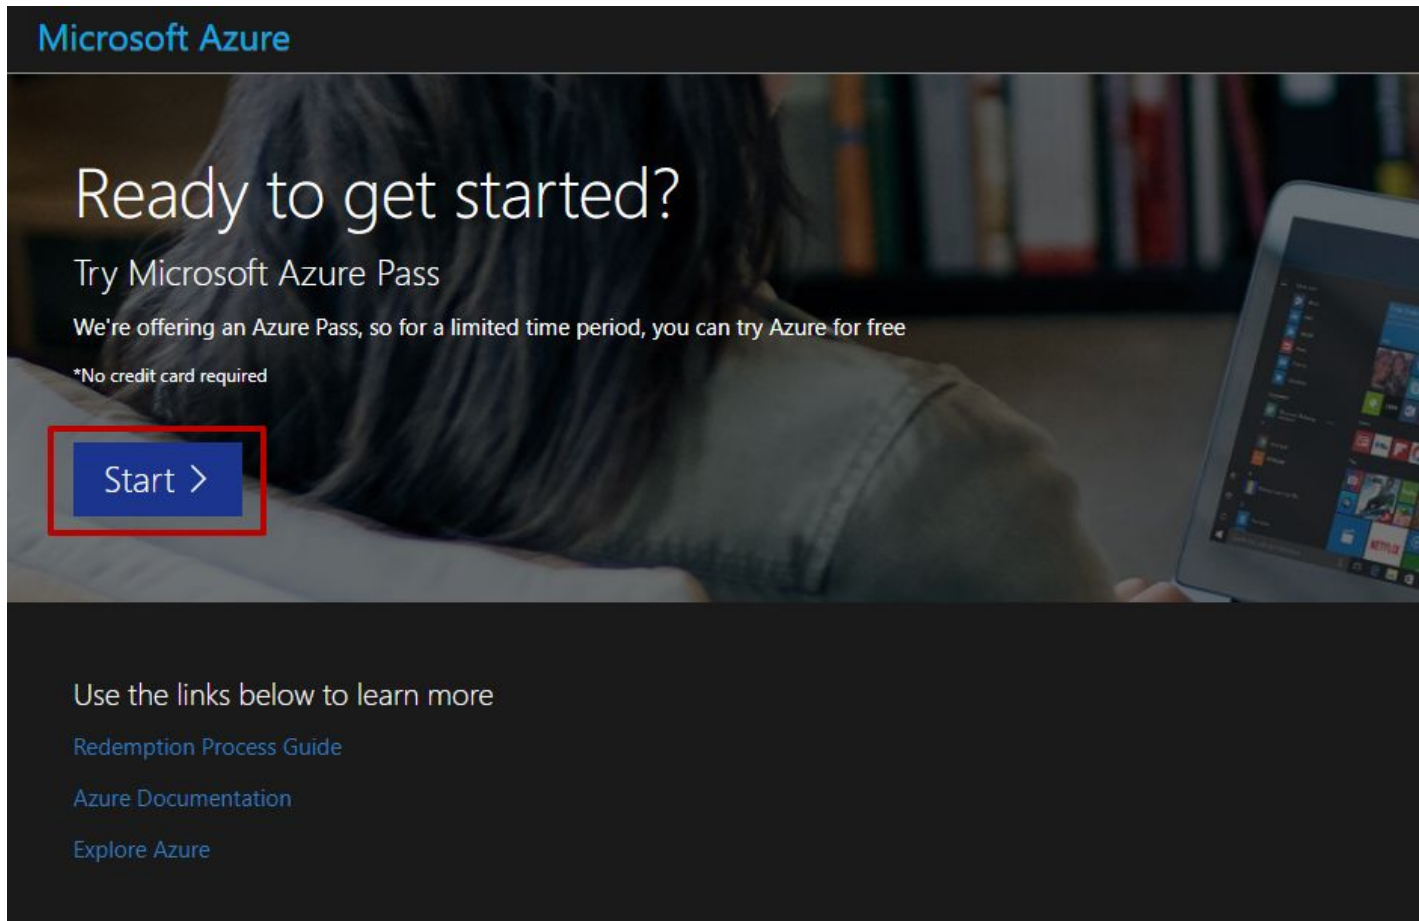 Microsoft Azure
Ready to get started?
Try Microsoft Azure Pass
We're offering an Azure Pass, so for a limited time period, you can try Azure for free
*No credit card required
Start >
NETFLIX
Use the links below to learn more
Redemption Process Guide
Azure Documentation
Explore Azure